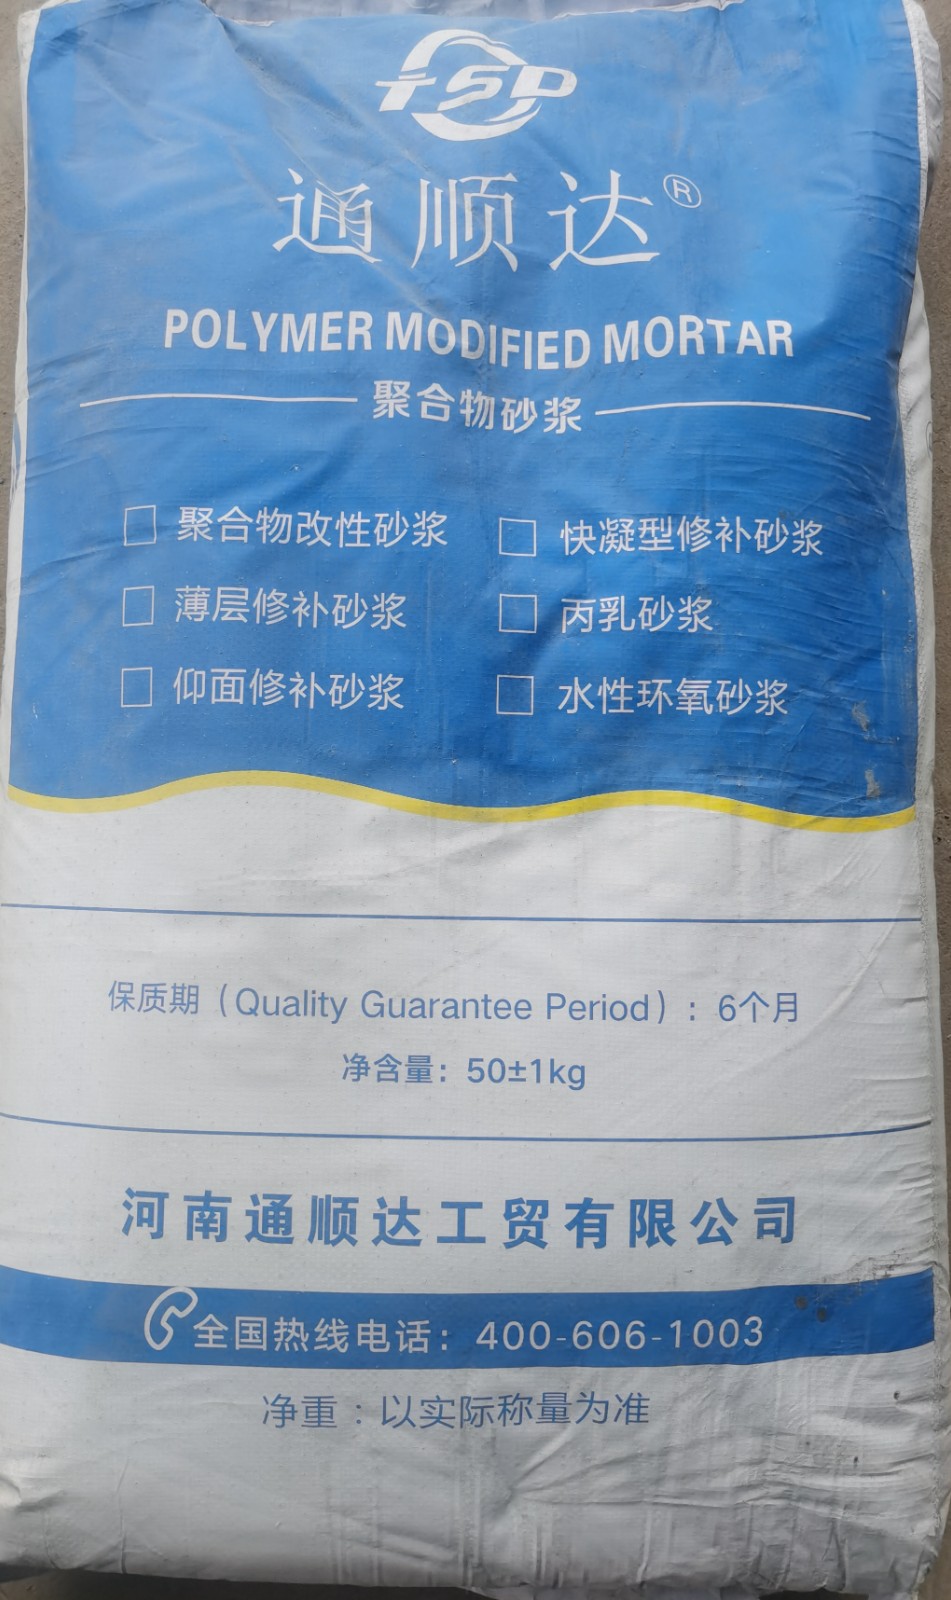 TSD
通顺达®
POLYMER MODIFIED MORTAR
聚合物砂浆
□ 聚合物改性砂浆 □ 快凝型修补砂浆
□ 薄层修补砂浆 □ 丙乳砂浆
□ 仰面修补砂浆 □ 水性环氧砂浆
保质期（Quality Guarantee Period）：6个月
净含量：50±1kg
河南通顺达工贸有限公司
全国热线电话：400-606-1003
净重：以实际称量为准